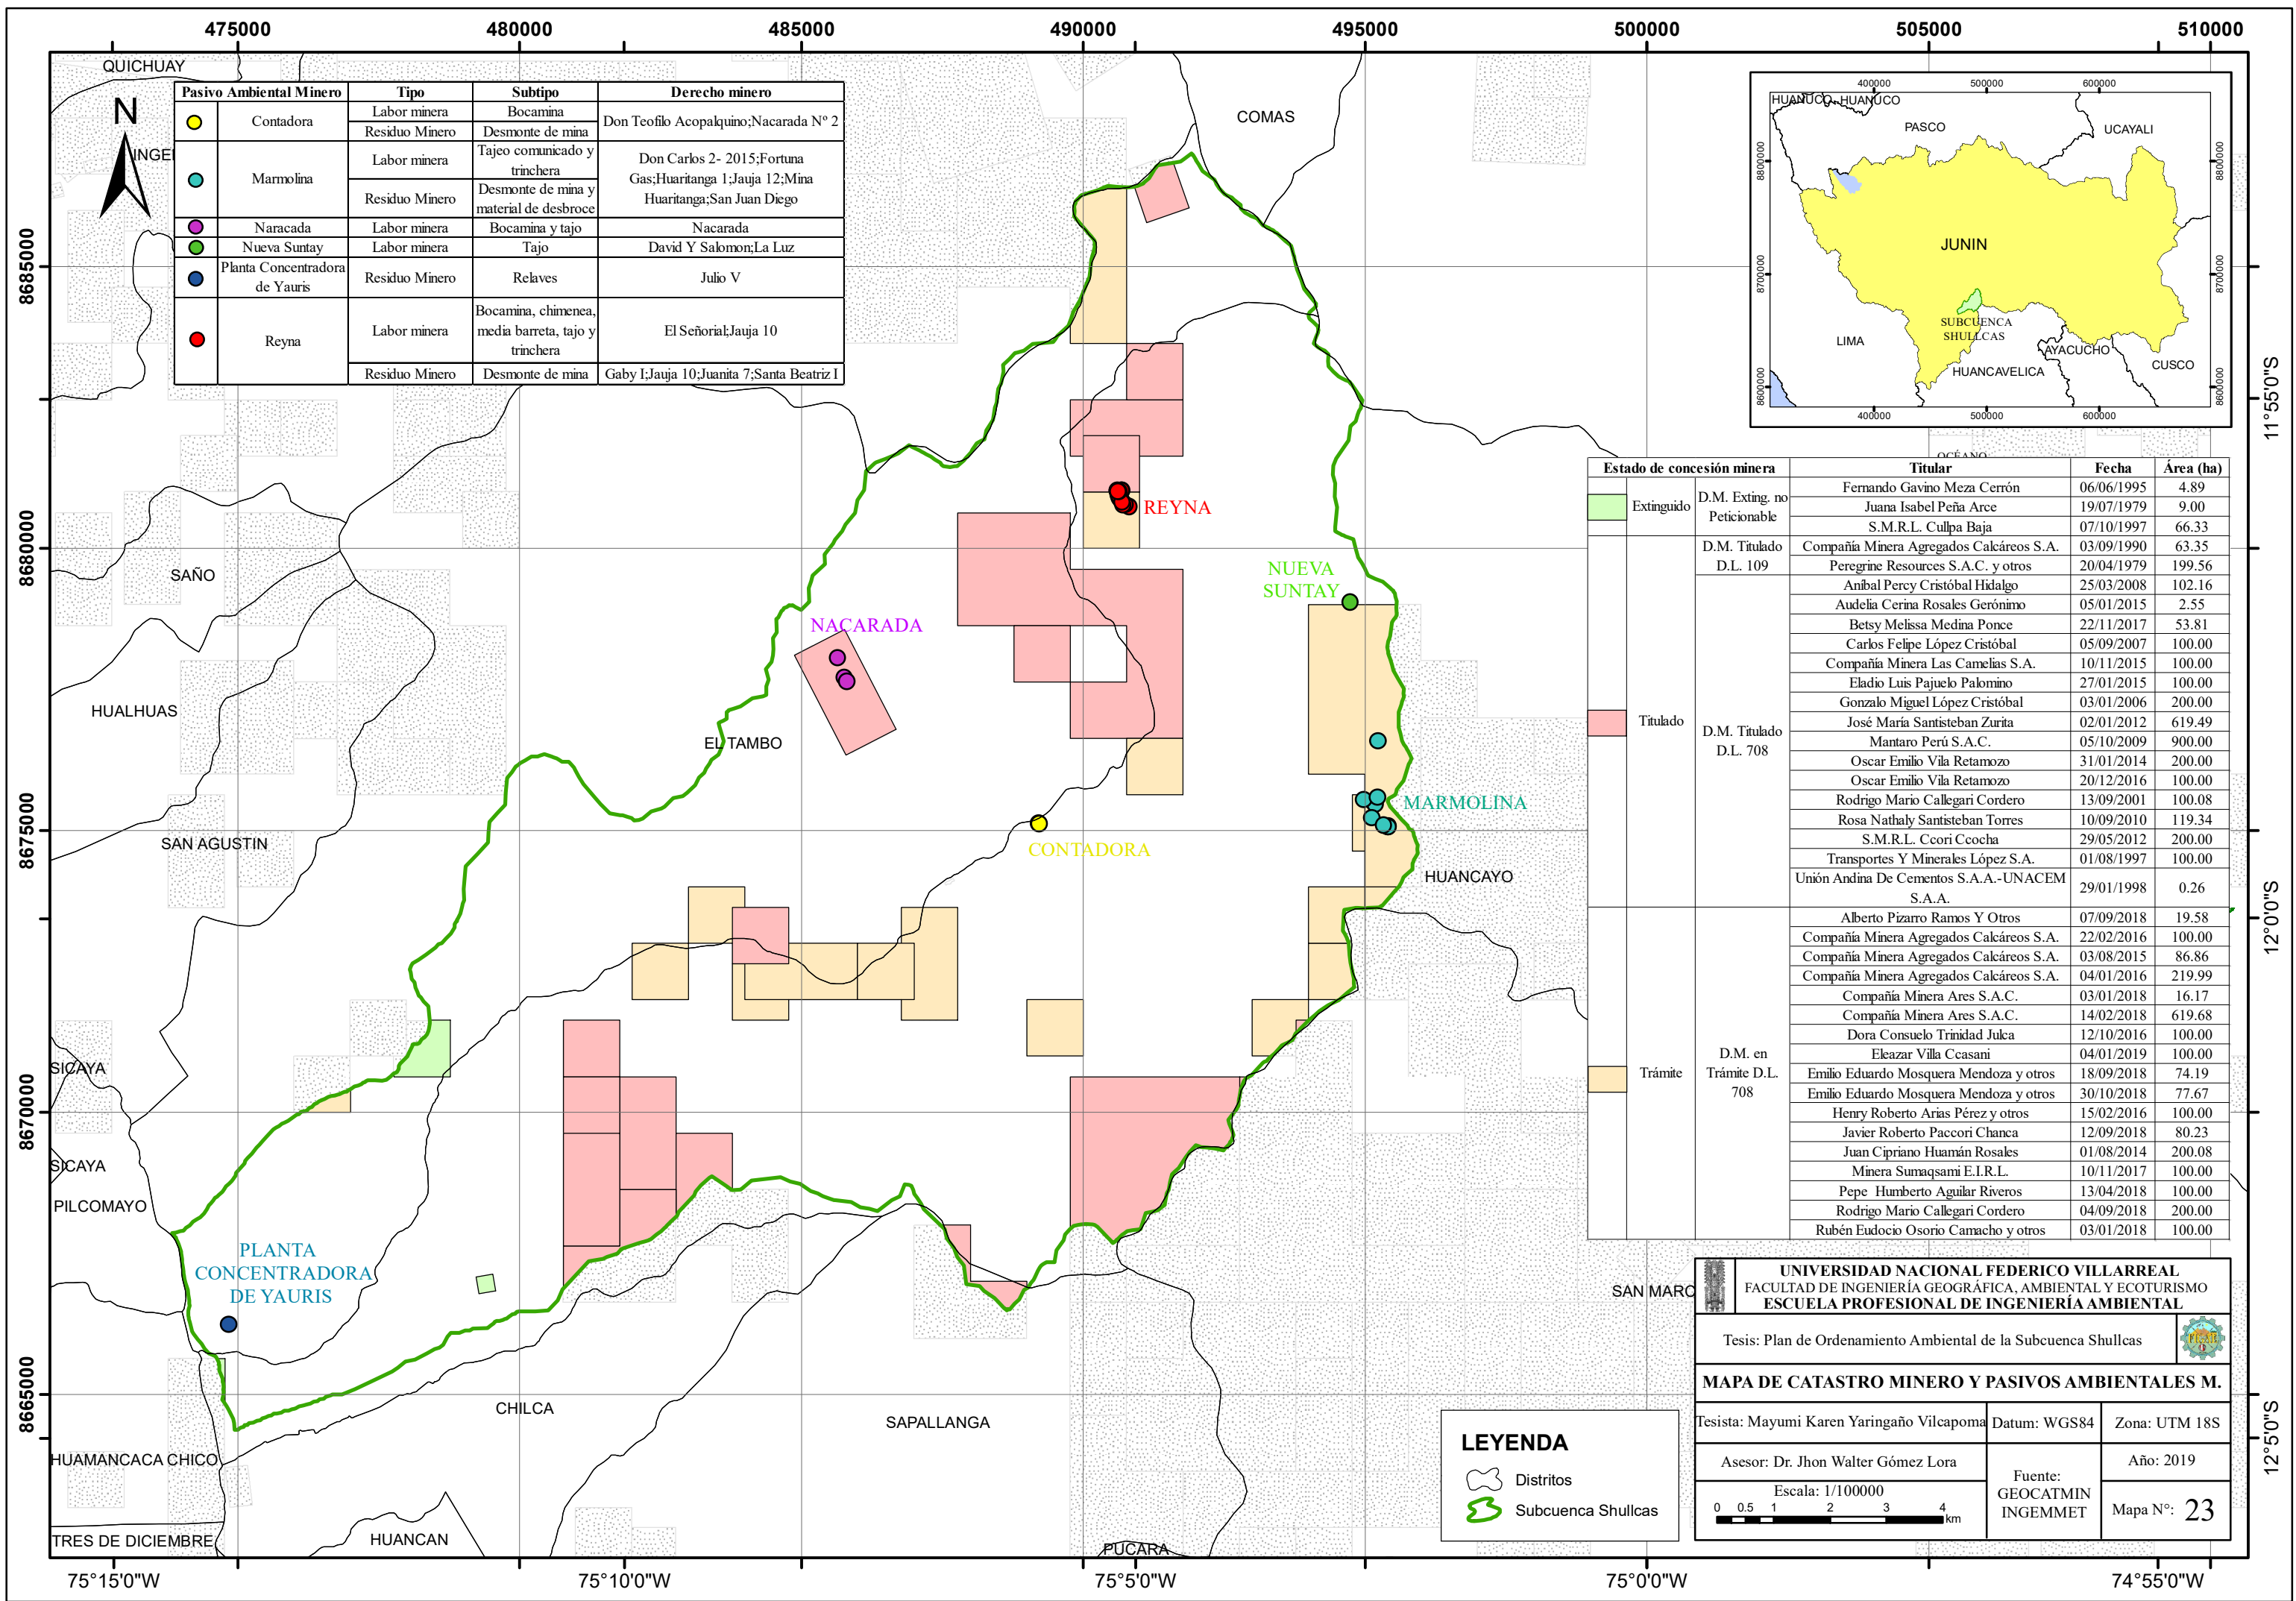 475000 480000 485000 490000 495000 500000 505000 510000
QUICHUAY
COMAS
N
Pasivo Ambiental Minero Tipo Subtipo Derecho minero
Contadora Labor minera Bocamina Don Teofilo Acopalquino;Nacarada Nº 2
Residuo Minero Desmonte de mina
Marmolina Labor minera Tajeo comunicado y trinchera Don Carlos 2- 2015;Fortuna Gas;Huaritanga 1;Jauja 12;Mina Huaritanga;San Juan Diego
Residuo Minero Desmonte de mina y material de desbroce
Naracada Labor minera Bocamina y tajo Nacarada
Nueva Suntay Labor minera Tajo David Y Salomon;La Luz
Planta Concentradora de Yauris Residuo Minero Relaves Julio V
Reyna Labor minera Bocamina, chimenea, media barreta, tajo y trinchera El Señorial;Jauja 10
Residuo Minero Desmonte de mina Gaby I;Jauja 10;Juanita 7;Santa Beatriz I
400000 500000 600000
HUANUCO HUANUCO
PASCO
UCAYALI
JUNIN
SUBCUENCA
SHULLCAS
LIMA
AYACUCHO
CUSCO
HUANCAVELICA
8800000
8700000
8600000
8800000
8700000
8600000
400000 500000 600000
8685000
8680000
8675000
8670000
8665000
11°55'0"S
12°0'0"S
12°5'0"S
REYNA
NUEVA
SUNTAY
NACARADA
MARMOLINA
CONTADORA
PLANTA
CONCENTRADORA
DE YAURIS
SAÑO
HUALHUAS
EL TAMBO
SAN AGUSTIN
HUANCAYO
SICAYA
SICAYA
PILCOMAYO
CHILCA
SAPALLANGA
HUAMANCACA CHICO
TRES DE DICIEMBRE
HUANCAN
PUCARA
SAN MARC
Estado de concesión minera Titular Fecha Área (ha)
Extinguido D.M. Exting. no Peticionable
Fernando Gavino Meza Cerrón 06/06/1995 4.89
Juana Isabel Peña Arce 19/07/1979 9.00
S.M.R.L. Cullpa Baja 07/10/1997 66.33
Titulado
D.M. Titulado D.L. 109
Compañía Minera Agregados Calcáreos S.A. 03/09/1990 63.35
Peregrine Resources S.A.C. y otros 20/04/1979 199.56
D.M. Titulado D.L. 708
Aníbal Percy Cristóbal Hidalgo 25/03/2008 102.16
Audelia Cerina Rosales Gerónimo 05/01/2015 2.55
Betsy Melissa Medina Ponce 22/11/2017 53.81
Carlos Felipe López Cristóbal 05/09/2007 100.00
Compañía Minera Las Camelias S.A. 10/11/2015 100.00
Eladio Luis Pajuelo Palomino 27/01/2015 100.00
Gonzalo Miguel López Cristóbal 03/01/2006 200.00
José María Santisteban Zurita 02/01/2012 619.49
Mantaro Perú S.A.C. 05/10/2009 900.00
Oscar Emilio Vila Retamozo 31/01/2014 200.00
Oscar Emilio Vila Retamozo 20/12/2016 100.00
Rodrigo Mario Callegari Cordero 13/09/2001 100.08
Rosa Nathaly Santisteban Torres 10/09/2010 119.34
S.M.R.L. Ccori Ccocha 29/05/2012 200.00
Transportes Y Minerales López S.A. 01/08/1997 100.00
Unión Andina De Cementos S.A.A.-UNACEM S.A.A. 29/01/1998 0.26
Trámite
D.M. en Trámite D.L. 708
Alberto Pizarro Ramos Y Otros 07/09/2018 19.58
Compañía Minera Agregados Calcáreos S.A. 22/02/2016 100.00
Compañía Minera Agregados Calcáreos S.A. 03/08/2015 86.86
Compañía Minera Agregados Calcáreos S.A. 04/01/2016 219.99
Compañía Minera Ares S.A.C. 03/01/2018 16.17
Compañía Minera Ares S.A.C. 14/02/2018 619.68
Dora Consuelo Trinidad Julca 12/10/2016 100.00
Eleazar Villa Ccasani 04/01/2019 100.00
Emilio Eduardo Mosquera Mendoza y otros 18/09/2018 74.19
Emilio Eduardo Mosquera Mendoza y otros 30/10/2018 77.67
Henry Roberto Arias Pérez y otros 15/02/2016 100.00
Javier Roberto Paccori Chanca 12/09/2018 80.23
Juan Cipriano Huamán Rosales 01/08/2014 200.08
Minera Sumaqsami E.I.R.L. 10/11/2017 100.00
Pepe Humberto Aguilar Riveros 13/04/2018 100.00
Rodrigo Mario Callegari Cordero 04/09/2018 200.00
Rubén Eudocio Osorio Camacho y otros 03/01/2018 100.00
UNIVERSIDAD NACIONAL FEDERICO VILLARREAL
FACULTAD DE INGENIERÍA GEOGRÁFICA, AMBIENTAL Y ECOTURISMO
ESCUELA PROFESIONAL DE INGENIERÍA AMBIENTAL
Tesis: Plan de Ordenamiento Ambiental de la Subcuenca Shullcas
MAPA DE CATASTRO MINERO Y PASIVOS AMBIENTALES M.
Tesista: Mayumi Karen Yaringaño Vilcapoma Datum: WGS84 Zona: UTM 18S
Asesor: Dr. Jhon Walter Gómez Lora
Fuente:
GEOCATMIN
INGEMMET
Año: 2019
Escala: 1/100000
0 0.5 1 2 3 4 km
Mapa N°: 23
LEYENDA
Distritos
Subcuenca Shullcas
75°15'0"W 75°10'0"W 75°5'0"W 75°0'0"W 74°55'0"W